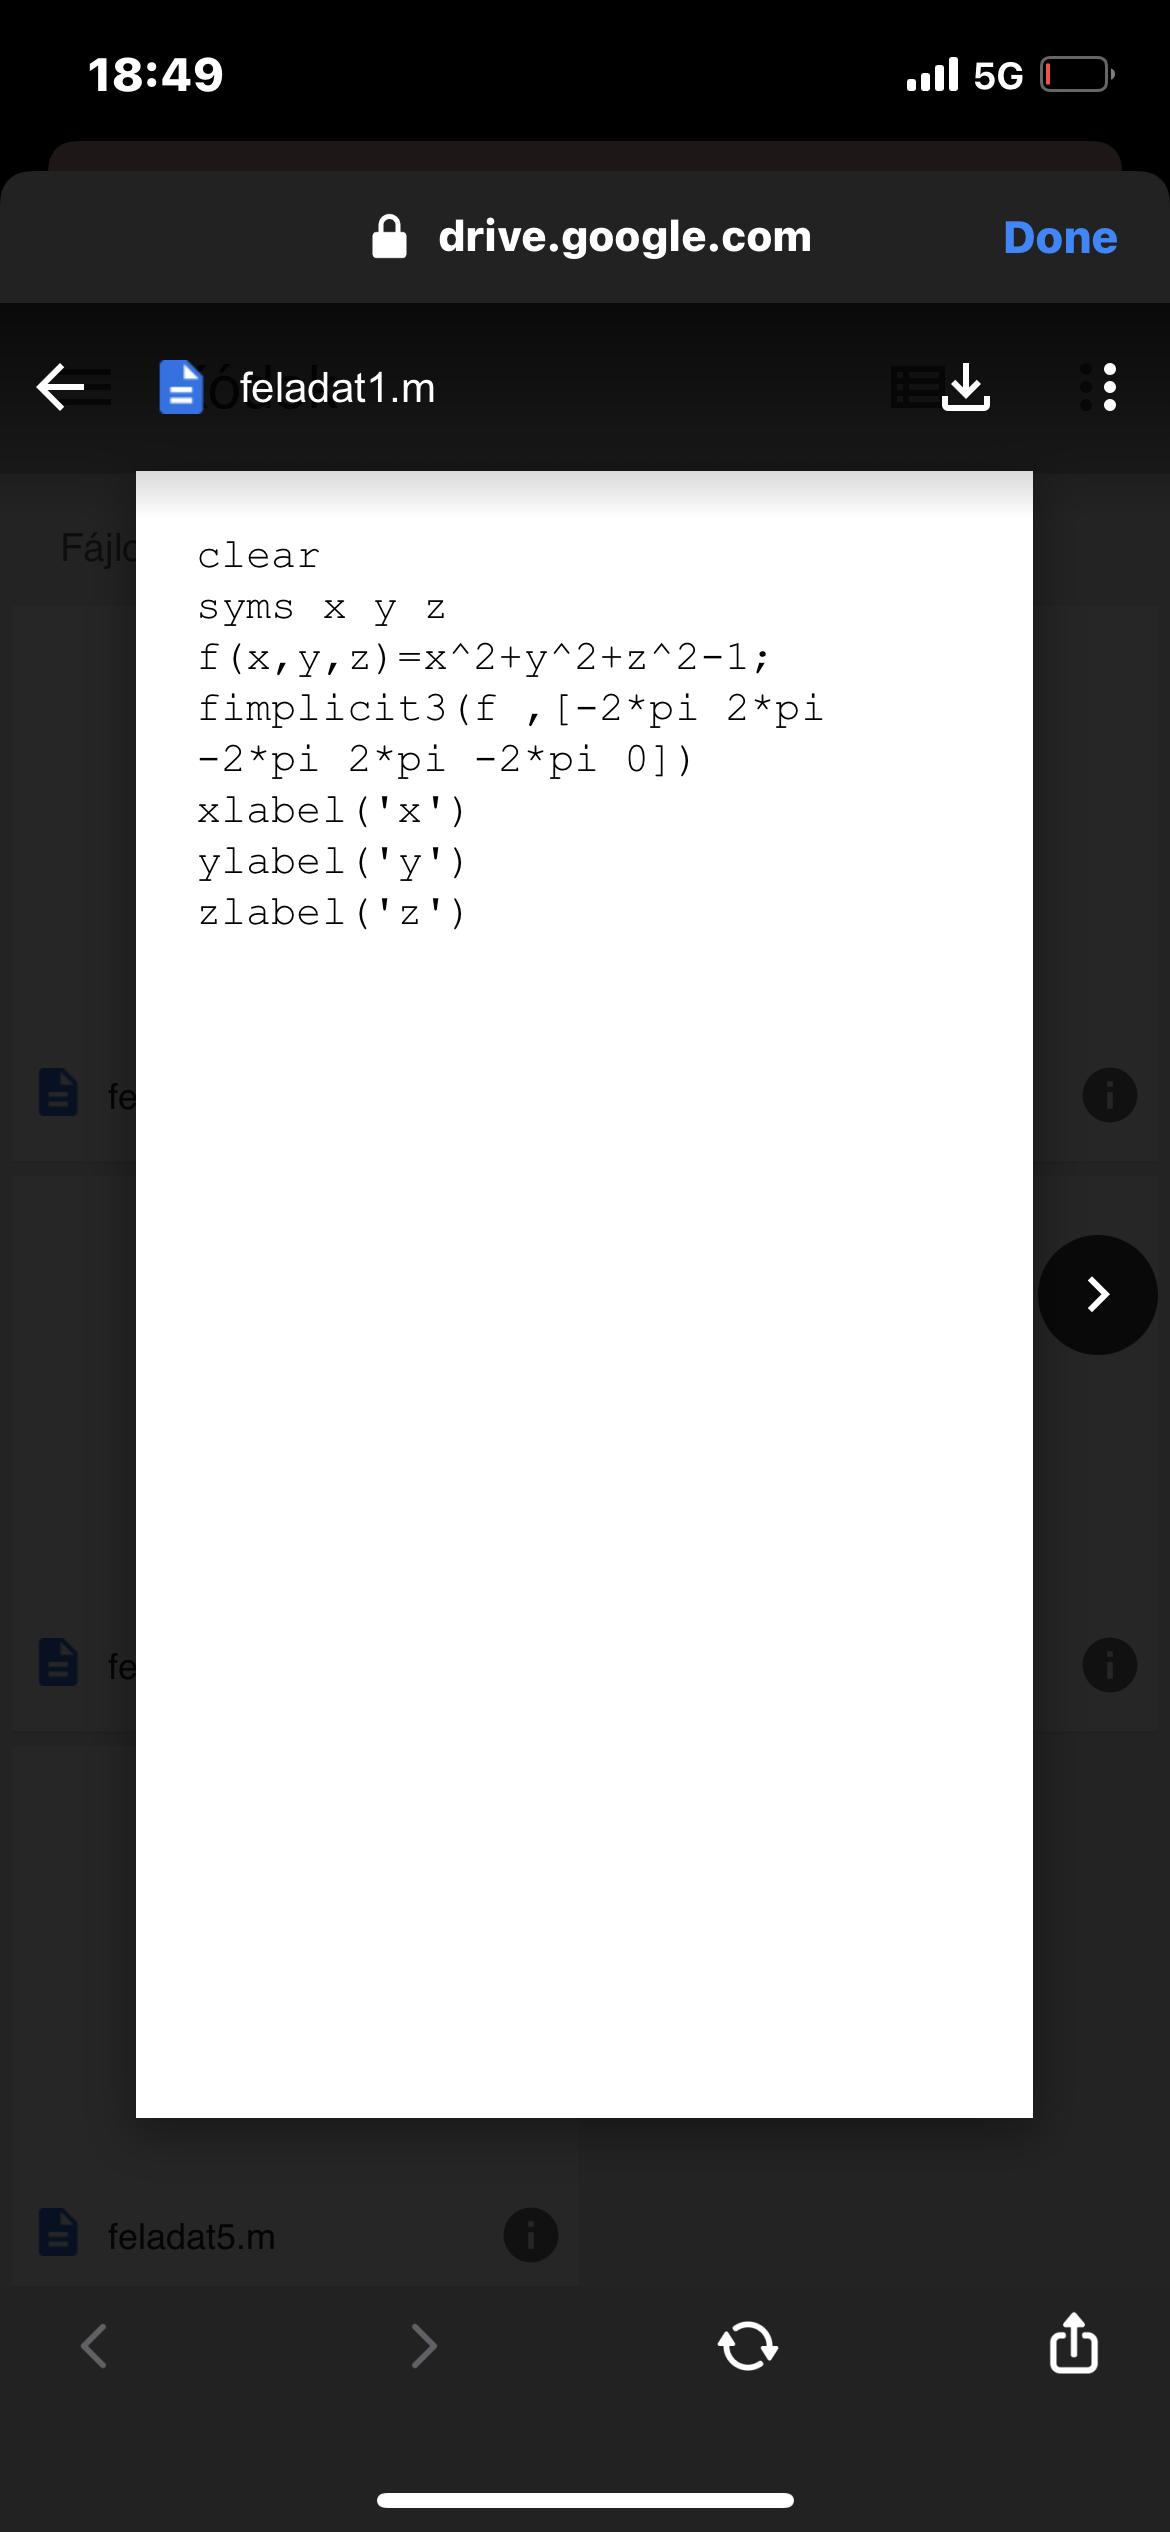 18:49
5G
drive.google.com
Done
feladat1.m
Fájlo
clear
syms x y z
f(x,y,z)=x^2+y^2+z^2-1;
fimplicit3(f ,[-2*pi 2*pi
-2*pi 2*pi -2*pi 0])
xlabel('x')
ylabel('y')
zlabel('z')
fe
fe
feladat5.m